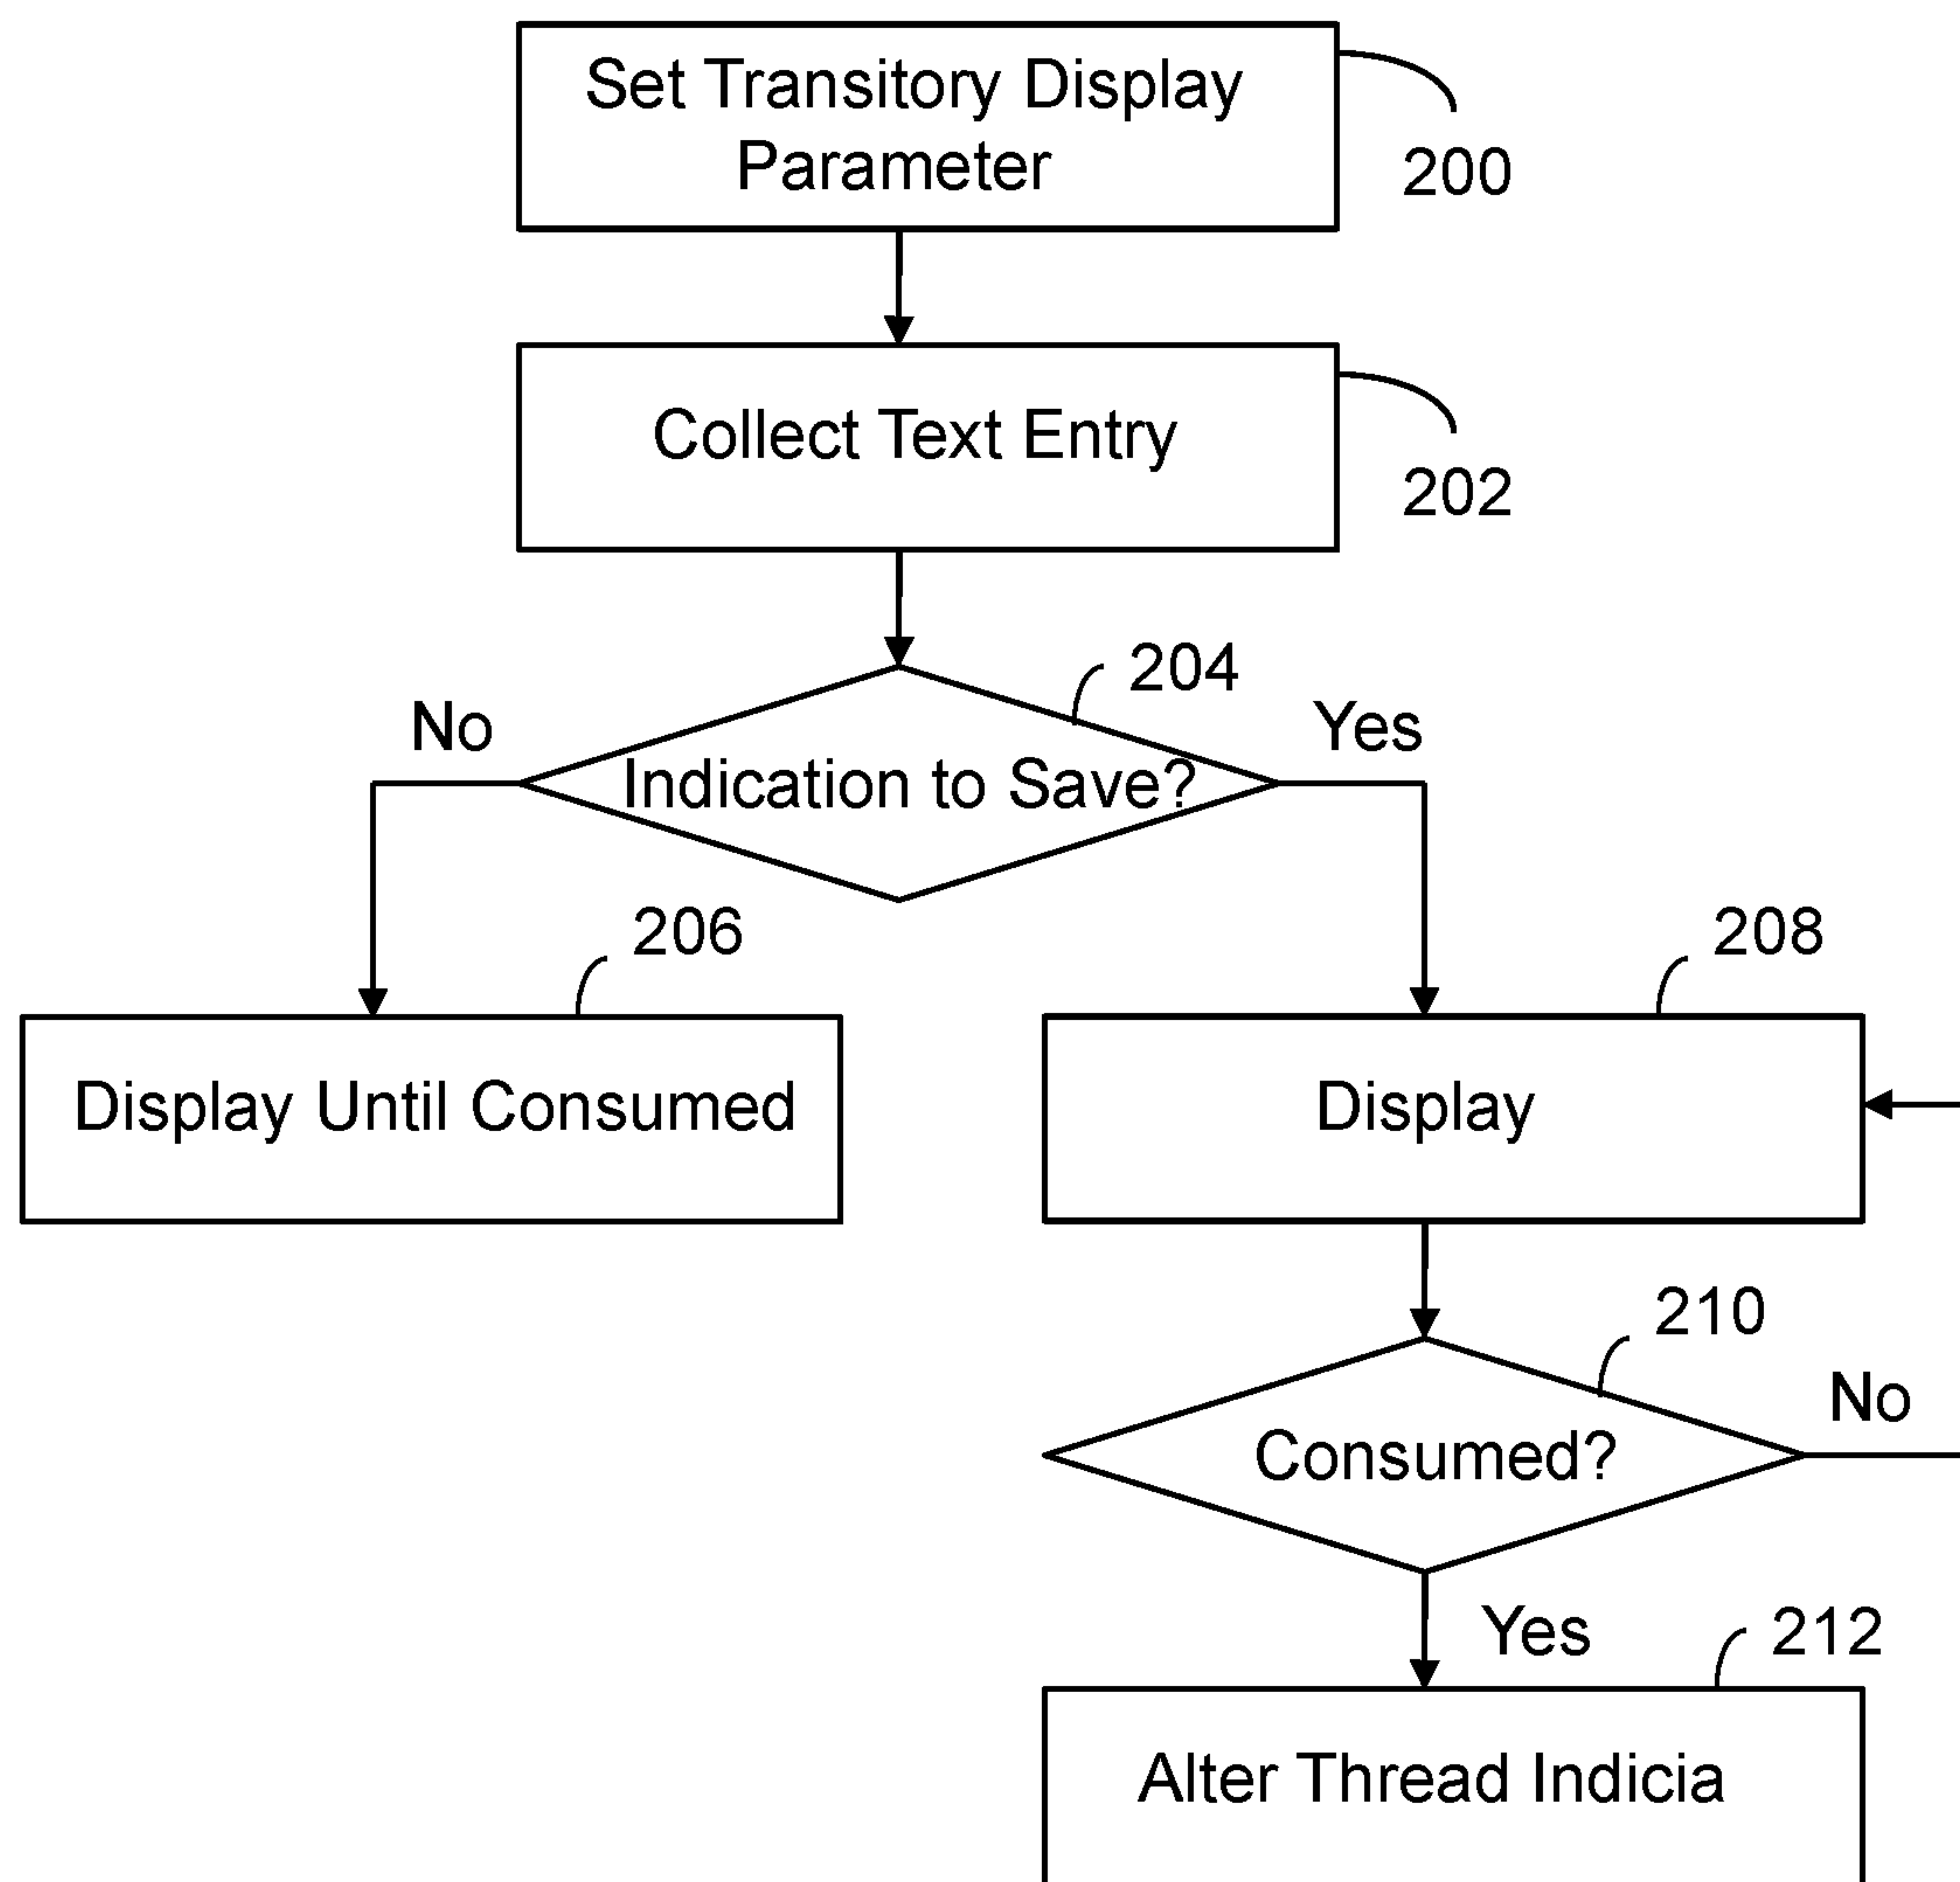 Set Transitory Display
Parameter
200
Collect Text Entry
202
204
No
Yes
Indication to Save?
206
208
Display Until Consumed
Display
210
No
Consumed?
Yes
212
Alter Thread Indicia